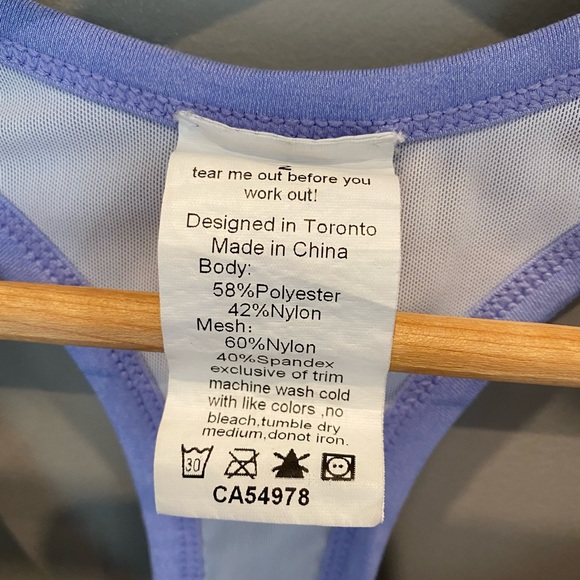 tear me out before you
work out!
Designed in Toronto
Made in China
Body:
58%Polyester
42%Nylon
Mesh:
60%Nylon
40%Spandex
exclusive of trim
machine wash cold
with like colors ,no
bleach,tumble dry
medium,donot iron.
30
CA54978